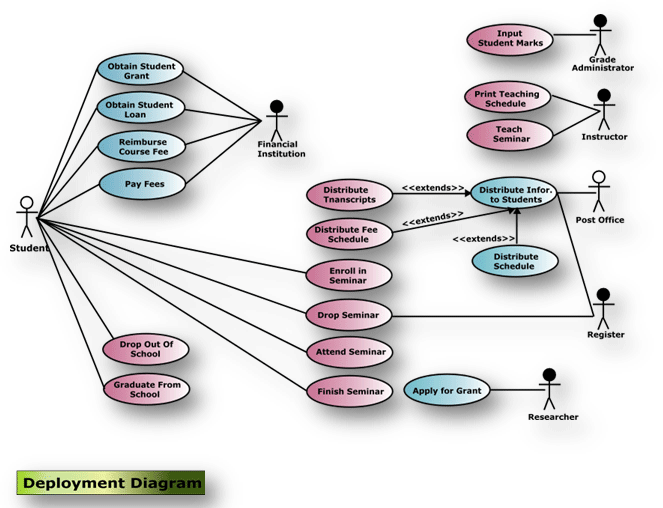 Input
Student Marks
Grade
Administrator
Obtain Student
Grant
Obtain Student
Loan
Reimburse
Course Fee
Pay Fees
Financial
Institution
Print Teaching
Schedule
Teach
Seminar
Instructor
Student
Distribute
Tnanscripts
<<extends>>
Distribute Infor.
to Students
Post Office
Distribute Fee
Schedule
<<extends>>
<<extends>>
Distribute
Schedule
Enroll in
Seminar
Drop Seminar
Register
Attend Seminar
Drop Out Of
School
Graduate From
School
Finish Seminar
Apply for Grant
Researcher
Deployment Diagram